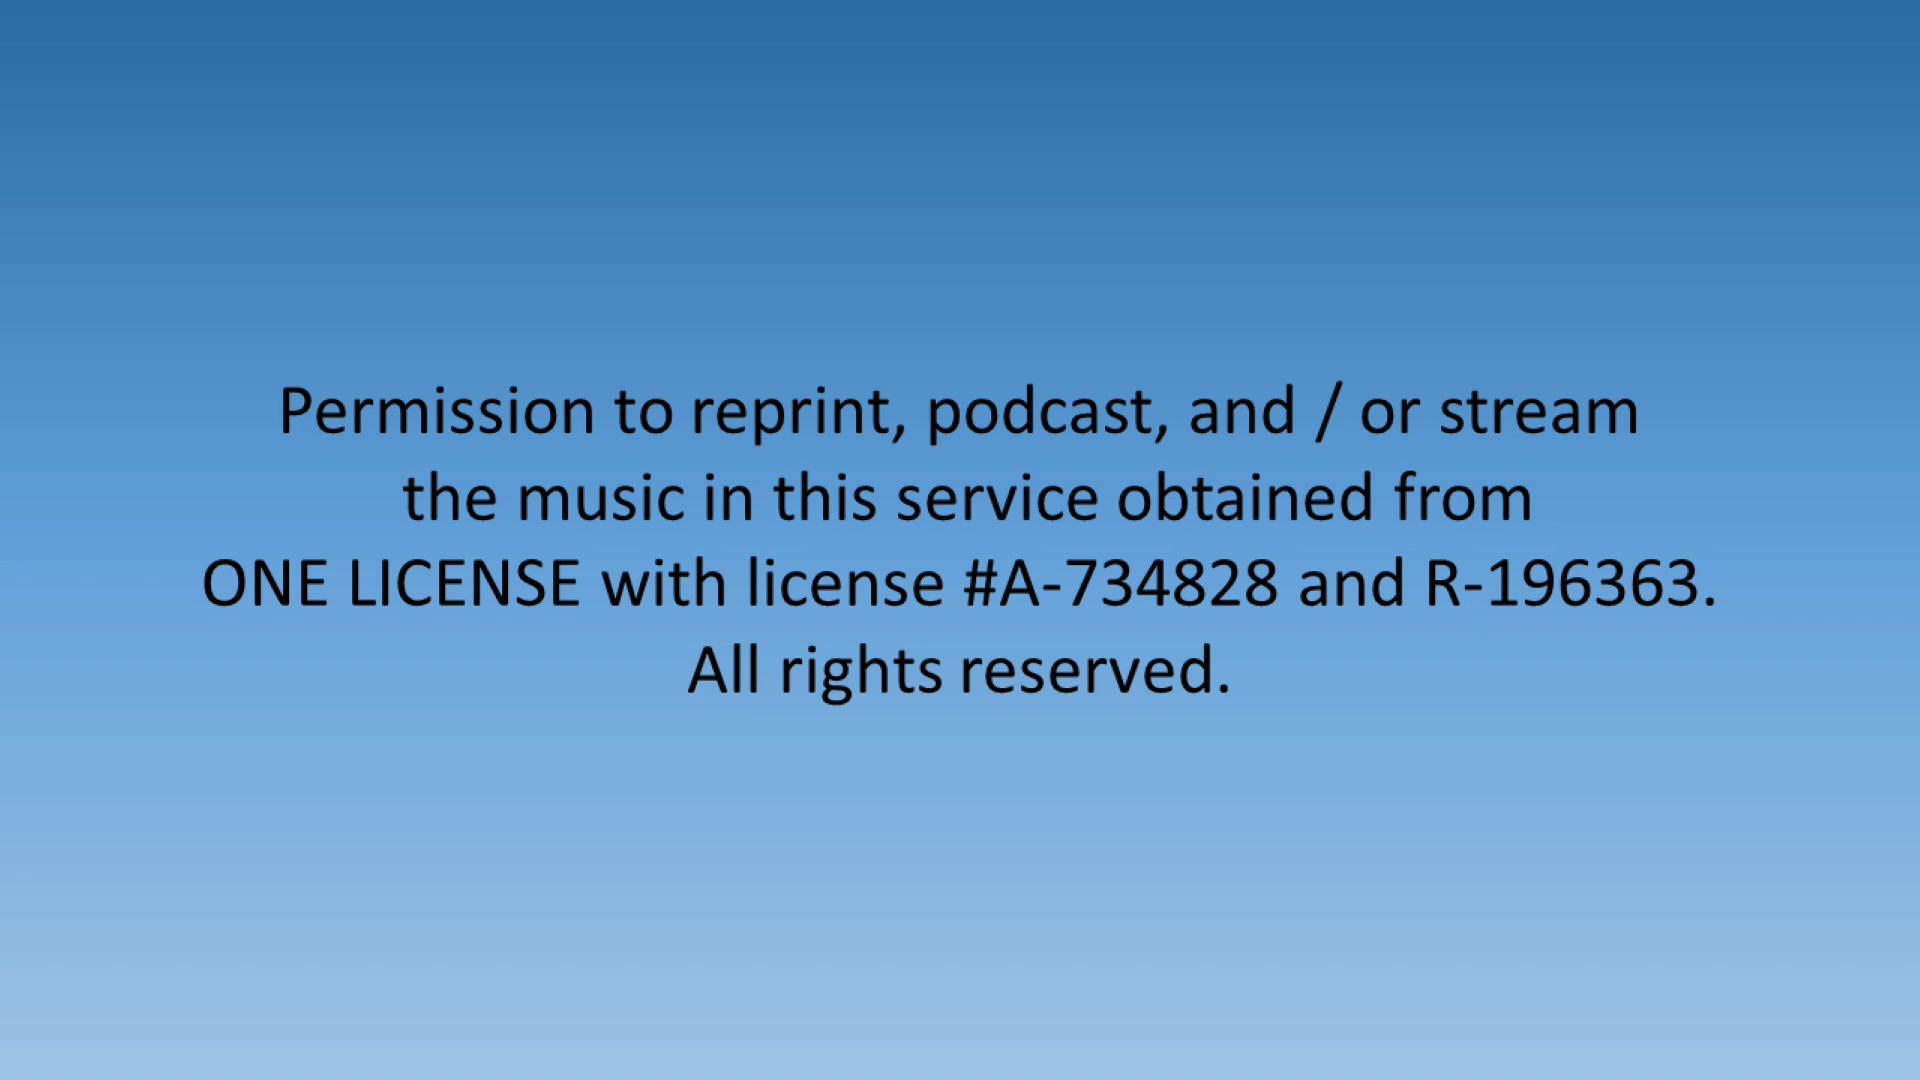 Permission to reprint, podcast, and / or stream
the music in this service obtained from
ONE LICENSE with license #A-734828 and R-196363.
All rights reserved.